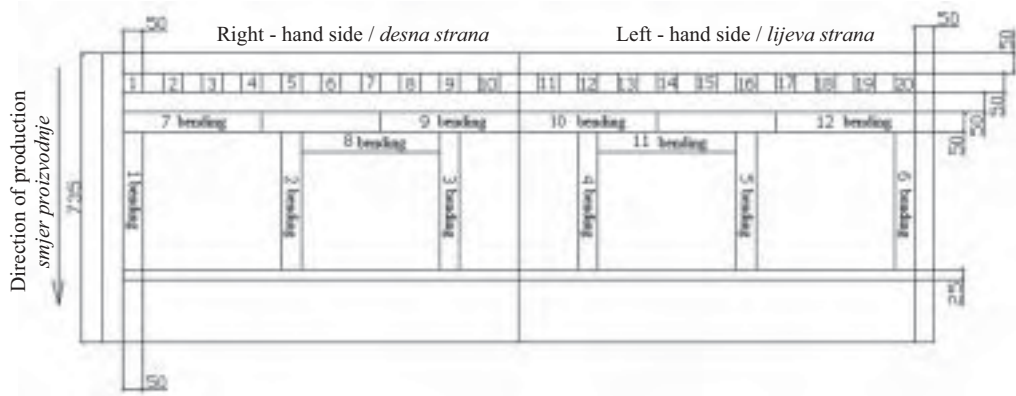 50
50
Right - hand side / desna strana
Left - hand side / lijeva strana
50
1 2 3 4 5 6 7 8 9 10 11 12 13 14 15 16 17 18 19 20
50
50
7 bending
9 bending
10 bending
12 bending
50
8 bending
11 bending
1 bending
2 bending
3 bending
4 bending
5 bending
6 bending
735
Direction of production
smjer proizvodnje
25
50